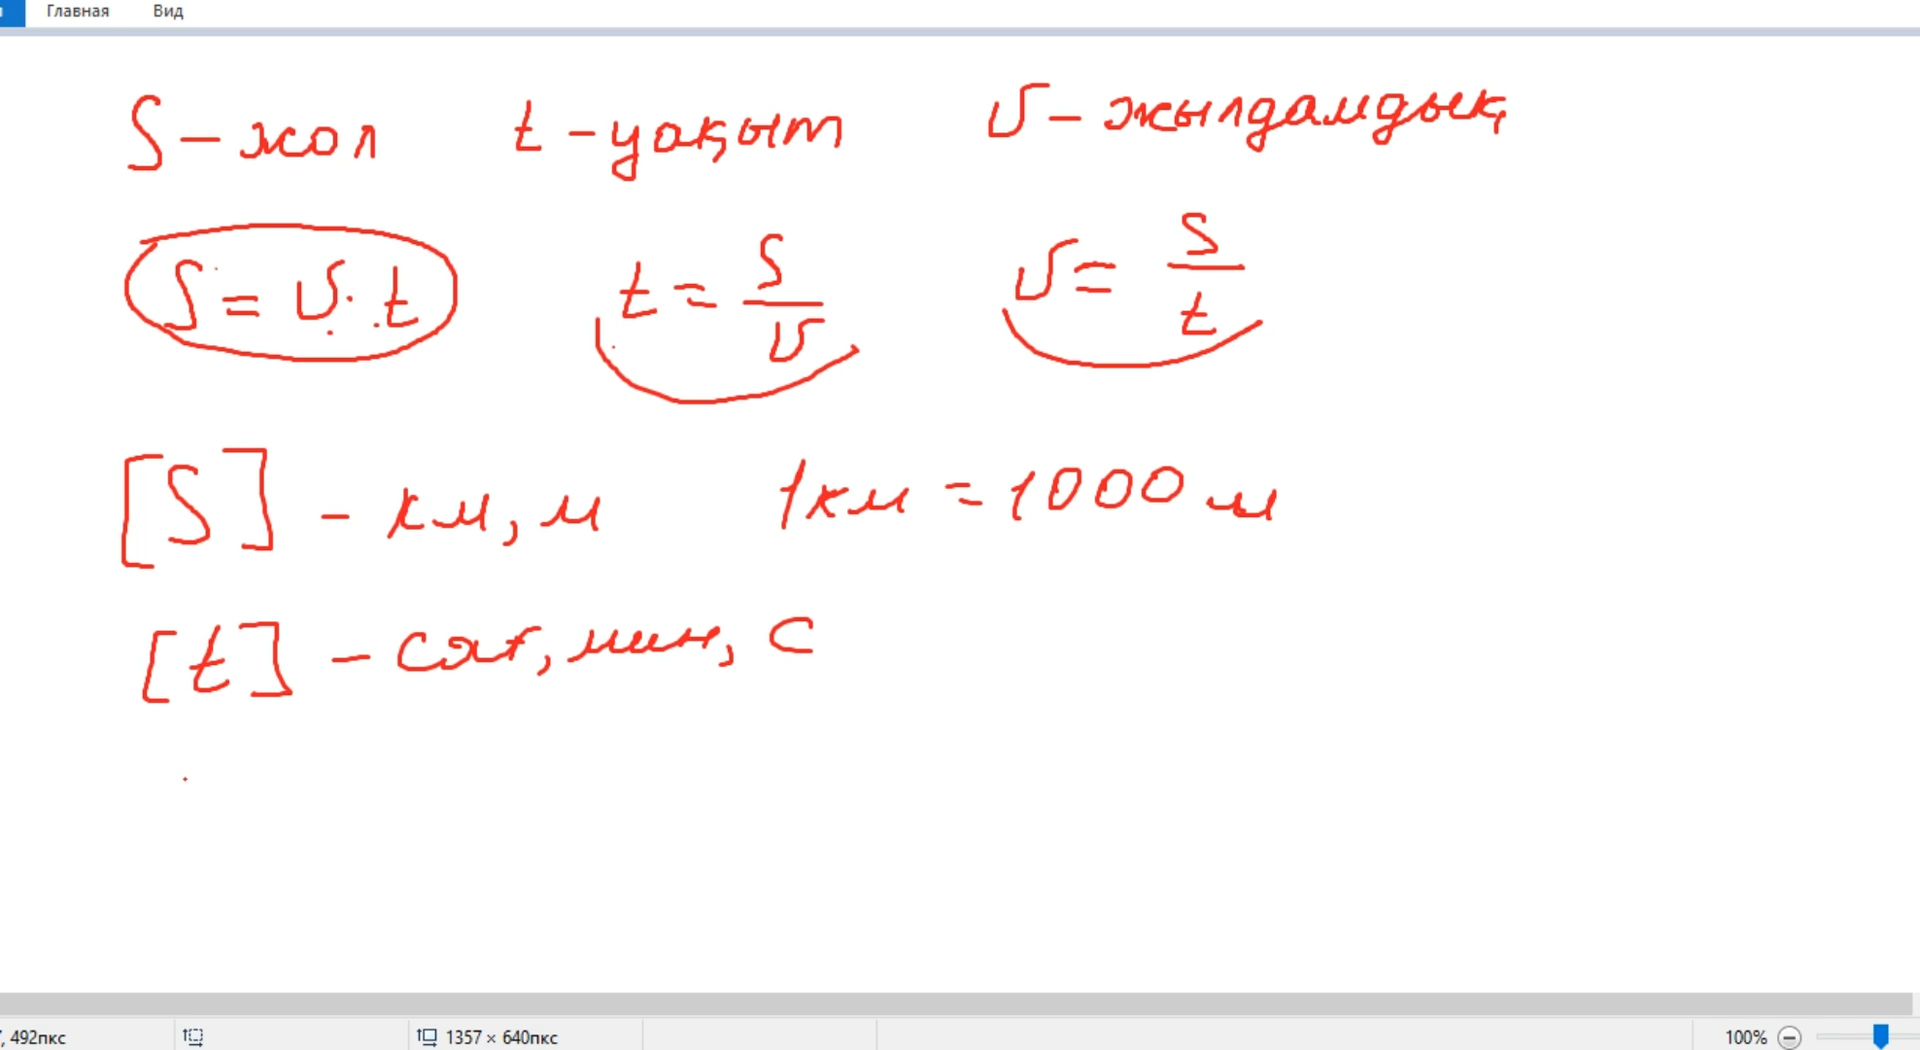 Главная Вид
S – жол t – уақыт υ – жылдамдық
S = υ · t t = S/υ υ = S/t
[S] – км, м 1км = 1000 м
[t] – сағ, мин, с
, 492пкс 1357 × 640пкс 100%